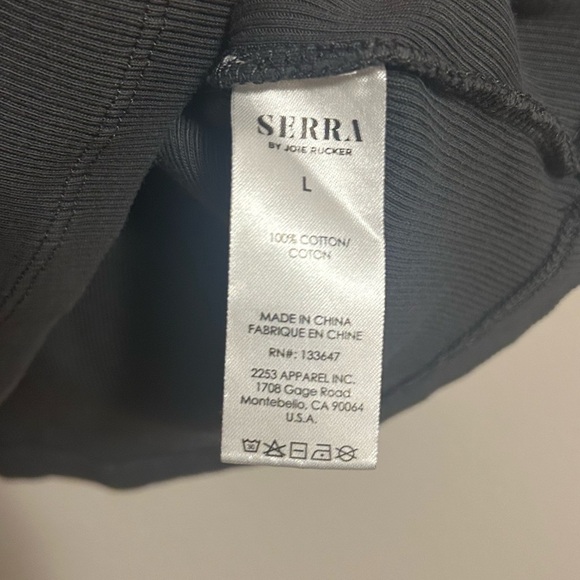 SERRA
BY JOIE RUCKER
L
100% COTTON/
COTON
MADE IN CHINA
FABRIQUE EN CHINE
RN#: 133647
2253 APPAREL INC.
1708 Gage Road
Montebello, CA 90064
U.S.A.